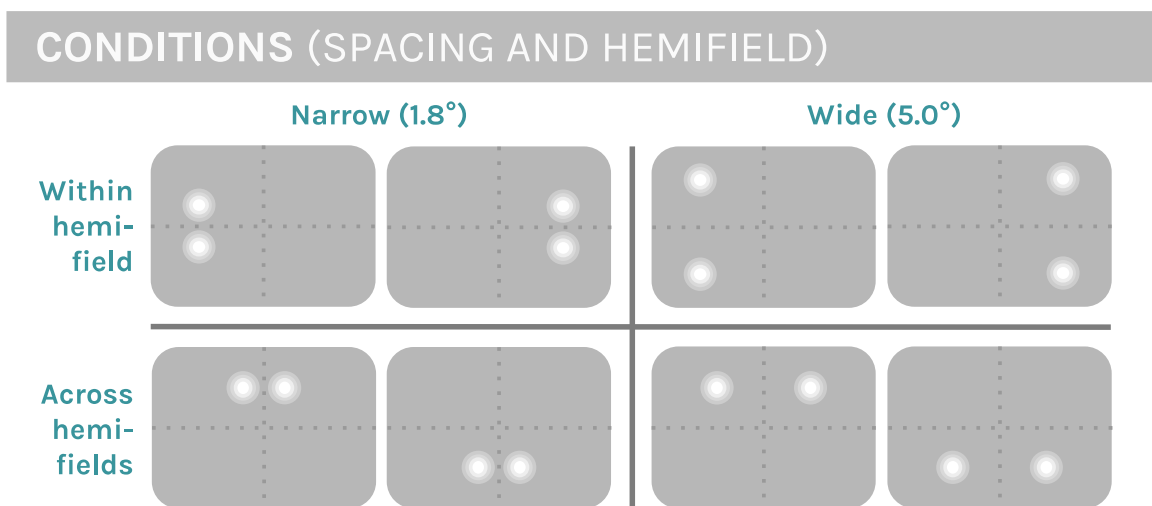 CONDITIONS (SPACING AND HEMIFIELD)
Narrow (1.8°)
Wide (5.0°)
Within
hemi-
field
Across
hemi-
fields